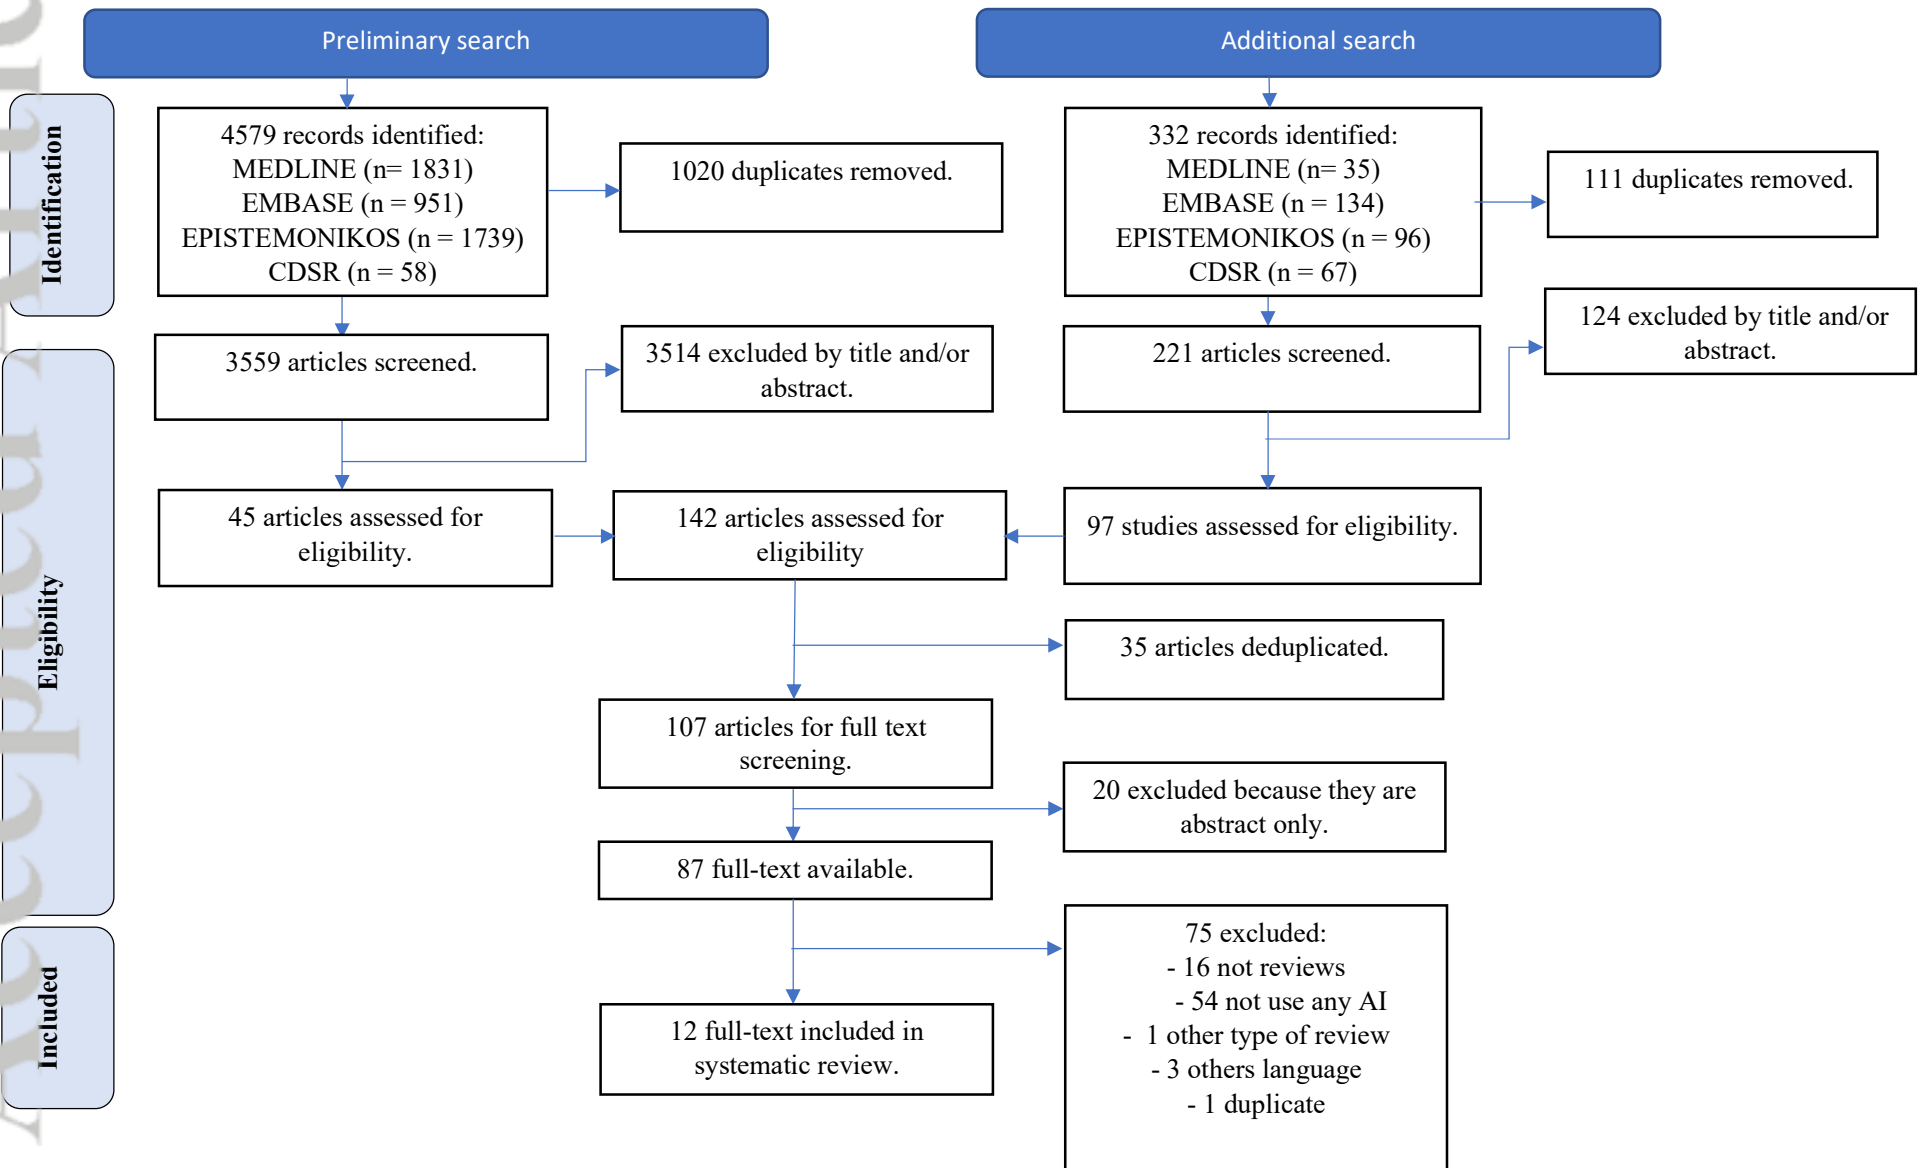 Preliminary search
Additional search
Identification
4579 records identified:
MEDLINE (n= 1831)
EMBASE (n = 951)
EPISTEMONIKOS (n = 1739)
CDSR (n = 58)
1020 duplicates removed.
332 records identified:
MEDLINE (n= 35)
EMBASE (n = 134)
EPISTEMONIKOS (n = 96)
CDSR (n = 67)
111 duplicates removed.
Eligibility
3559 articles screened.
3514 excluded by title and/or
abstract.
221 articles screened.
124 excluded by title and/or
abstract.
45 articles assessed for
eligibility.
142 articles assessed for
eligibility
97 studies assessed for eligibility.
35 articles deduplicated.
107 articles for full text
screening.
20 excluded because they are
abstract only.
87 full-text available.
Included
75 excluded:
- 16 not reviews
- 54 not use any AI
- 1 other type of review
- 3 others language
- 1 duplicate
12 full-text included in
systematic review.